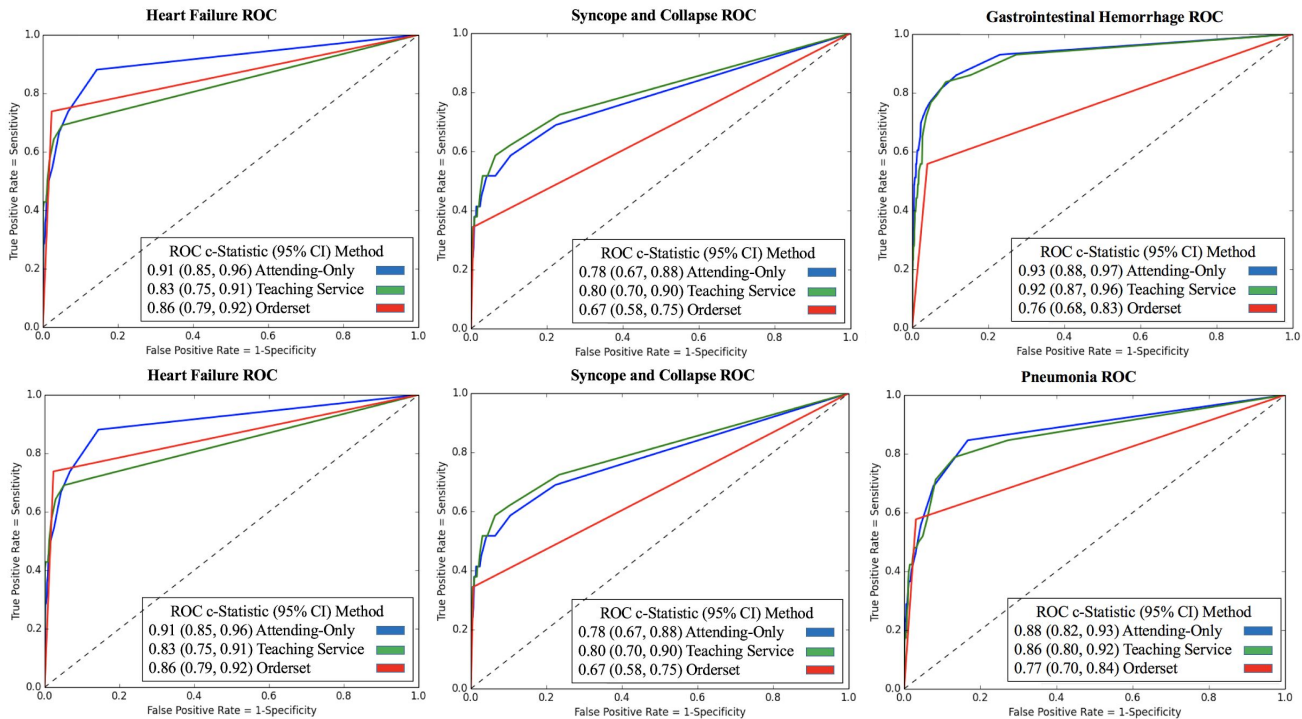 Heart Failure ROC
True Positive Rate = Sensitivity
1.0
0.8
0.6
0.4
0.2
0.0
ROC c-Statistic (95% CI) Method
0.91 (0.85, 0.96) Attending-Only
0.83 (0.75, 0.91) Teaching Service
0.86 (0.79, 0.92) Orderset
0.0 0.2 0.4 0.6 0.8 1.0
False Positive Rate = 1-Specificity
Syncope and Collapse ROC
True Positive Rate = Sensitivity
1.0
0.8
0.6
0.4
0.2
0.0
ROC c-Statistic (95% CI) Method
0.78 (0.67, 0.88) Attending-Only
0.80 (0.70, 0.90) Teaching Service
0.67 (0.58, 0.75) Orderset
0.0 0.2 0.4 0.6 0.8 1.0
False Positive Rate = 1-Specificity
Gastrointestinal Hemorrhage ROC
True Positive Rate = Sensitivity
1.0
0.8
0.6
0.4
0.2
0.0
ROC c-Statistic (95% CI) Method
0.93 (0.88, 0.97) Attending-Only
0.92 (0.87, 0.96) Teaching Service
0.76 (0.68, 0.83) Orderset
0.0 0.2 0.4 0.6 0.8 1.0
False Positive Rate = 1-Specificity
Heart Failure ROC
True Positive Rate = Sensitivity
1.0
0.8
0.6
0.4
0.2
0.0
ROC c-Statistic (95% CI) Method
0.91 (0.85, 0.96) Attending-Only
0.83 (0.75, 0.91) Teaching Service
0.86 (0.79, 0.92) Orderset
0.0 0.2 0.4 0.6 0.8 1.0
False Positive Rate = 1-Specificity
Syncope and Collapse ROC
True Positive Rate = Sensitivity
1.0
0.8
0.6
0.4
0.2
0.0
ROC c-Statistic (95% CI) Method
0.78 (0.67, 0.88) Attending-Only
0.80 (0.70, 0.90) Teaching Service
0.67 (0.58, 0.75) Orderset
0.0 0.2 0.4 0.6 0.8 1.0
False Positive Rate = 1-Specificity
Pneumonia ROC
True Positive Rate = Sensitivity
1.0
0.8
0.6
0.4
0.2
0.0
ROC c-Statistic (95% CI) Method
0.88 (0.82, 0.93) Attending-Only
0.86 (0.80, 0.92) Teaching Service
0.77 (0.70, 0.84) Orderset
0.0 0.2 0.4 0.6 0.8 1.0
False Positive Rate = 1-Specificity